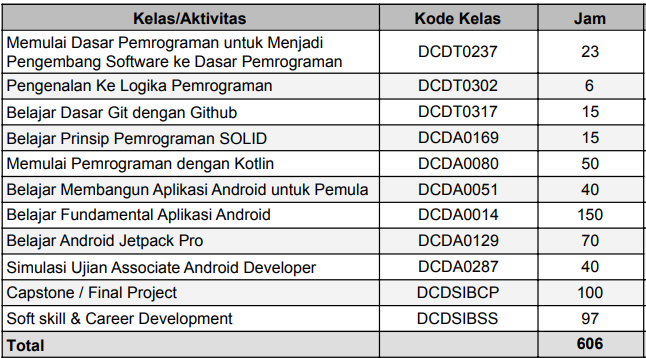 Kelas/Aktivitas Kode Kelas Jam
Memulai Dasar Pemrograman untuk Menjadi
Pengembang Software ke Dasar Pemrograman DCDT0237 23
Pengenalan Ke Logika Pemrograman DCDT0302 6
Belajar Dasar Git dengan Github DCDT0317 15
Belajar Prinsip Pemrograman SOLID DCDA0169 15
Memulai Pemrograman dengan Kotlin DCDA0080 50
Belajar Membangun Aplikasi Android untuk Pemula DCDA0051 40
Belajar Fundamental Aplikasi Android DCDA0014 150
Belajar Android Jetpack Pro DCDA0129 70
Simulasi Ujian Associate Android Developer DCDA0287 40
Capstone / Final Project DCDSIBCP 100
Soft skill & Career Development DCDSIBSS 97
Total 606